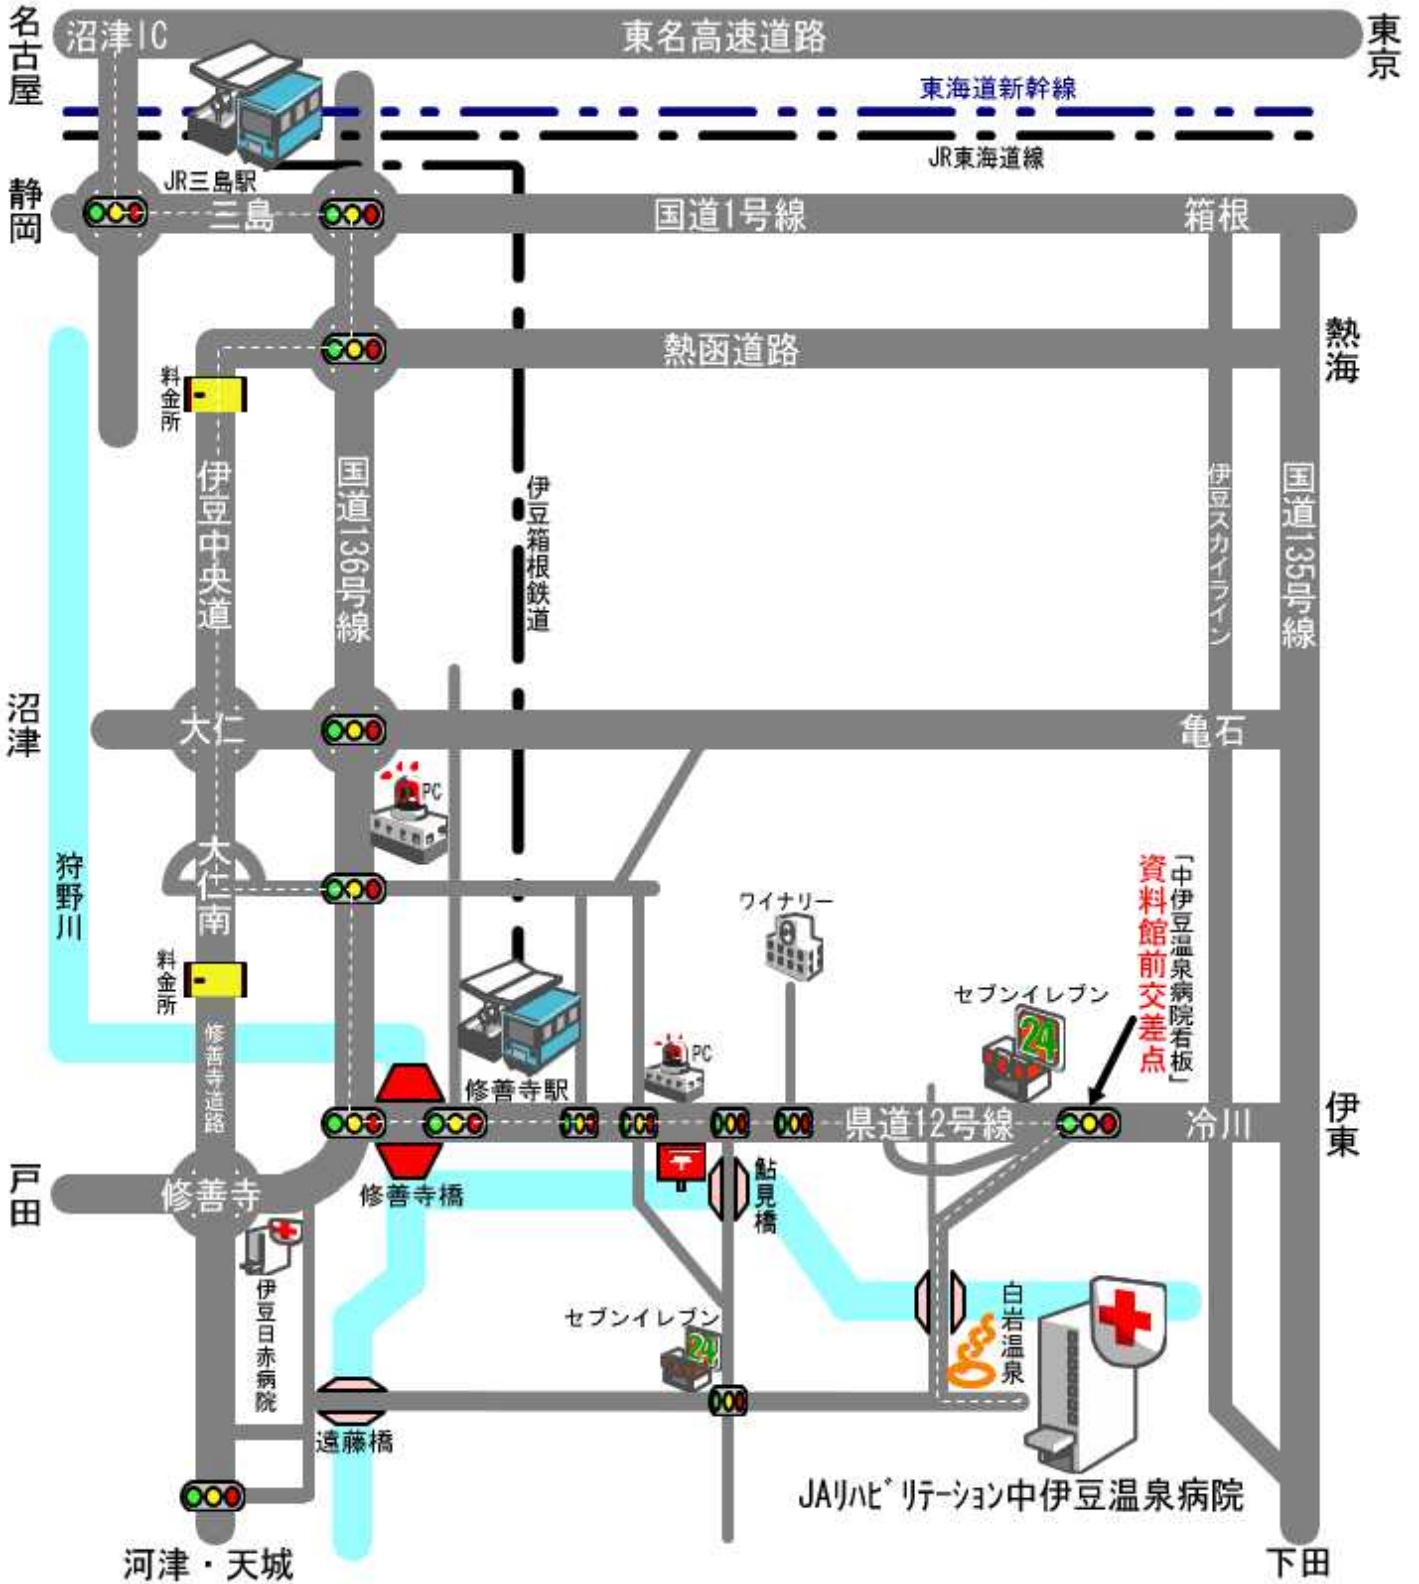 名古屋
沼津IC
東名高速道路
東京
東海道新幹線
JR東海道線
JR三島駅
静岡
三島
国道1号線
箱根
熱函道路
熱海
料金所
伊豆中央道
国道136号線
伊豆箱根鉄道
伊豆スカイライン
国道135号線
沼津
大仁
亀石
PC
狩野川
大仁南
ワイナリー
「中伊豆温泉病院看板」
資料館前交差点
料金所
セブンイレブン
24
修善寺道路
修善寺駅
PC
県道12号線
冷川
伊東
戸田
修善寺
修善寺橋
〒
鮎見橋
伊豆日赤病院
セブンイレブン
24
白岩温泉
遠藤橋
JAリハビリテーション中伊豆温泉病院
河津・天城
下田